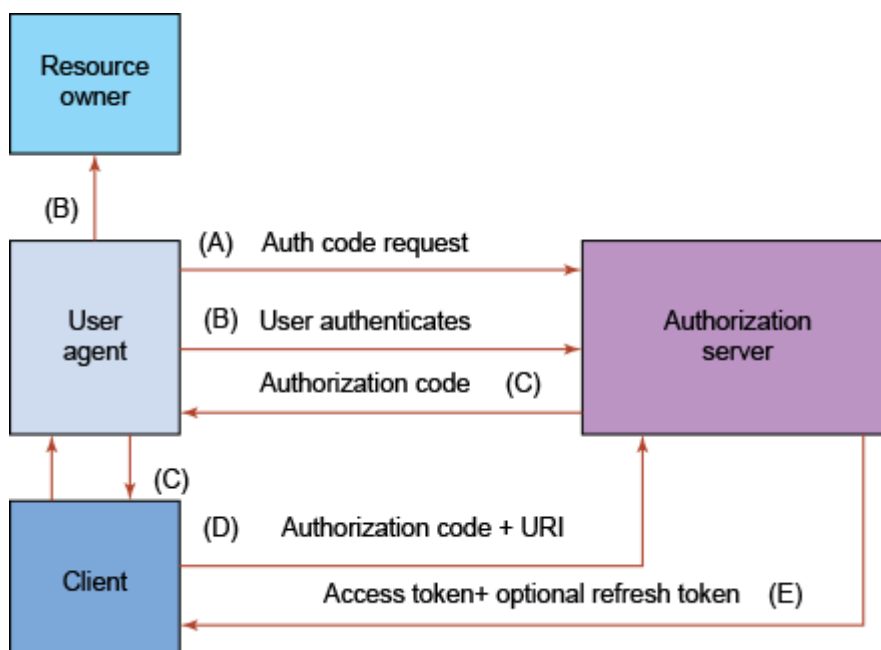 Resource
owner
(B)
(A) Auth code request
User
agent
(B) User authenticates
Authorization
server
Authorization code (C)
(C)
Client
(D) Authorization code + URI
Access token+ optional refresh token (E)